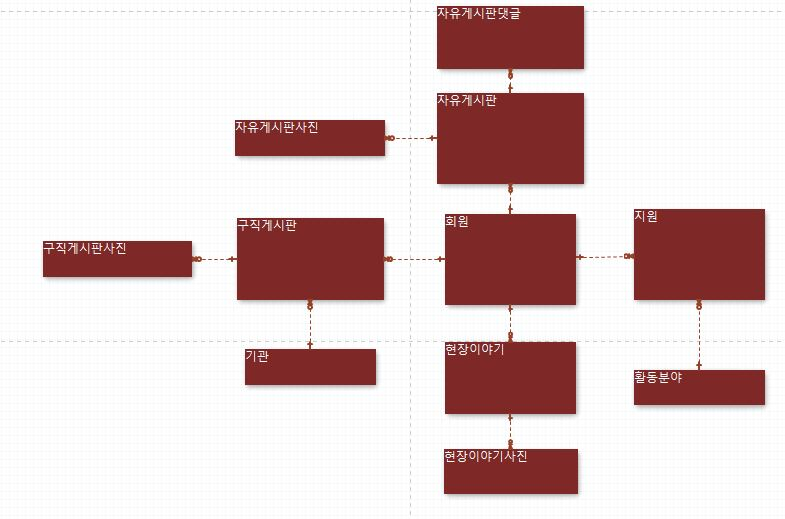 자유게시판댓글
자유게시판
자유게시판사진
구직게시판
회원
지원
구직게시판사진
기관
현장이야기
활동분야
현장이야기사진